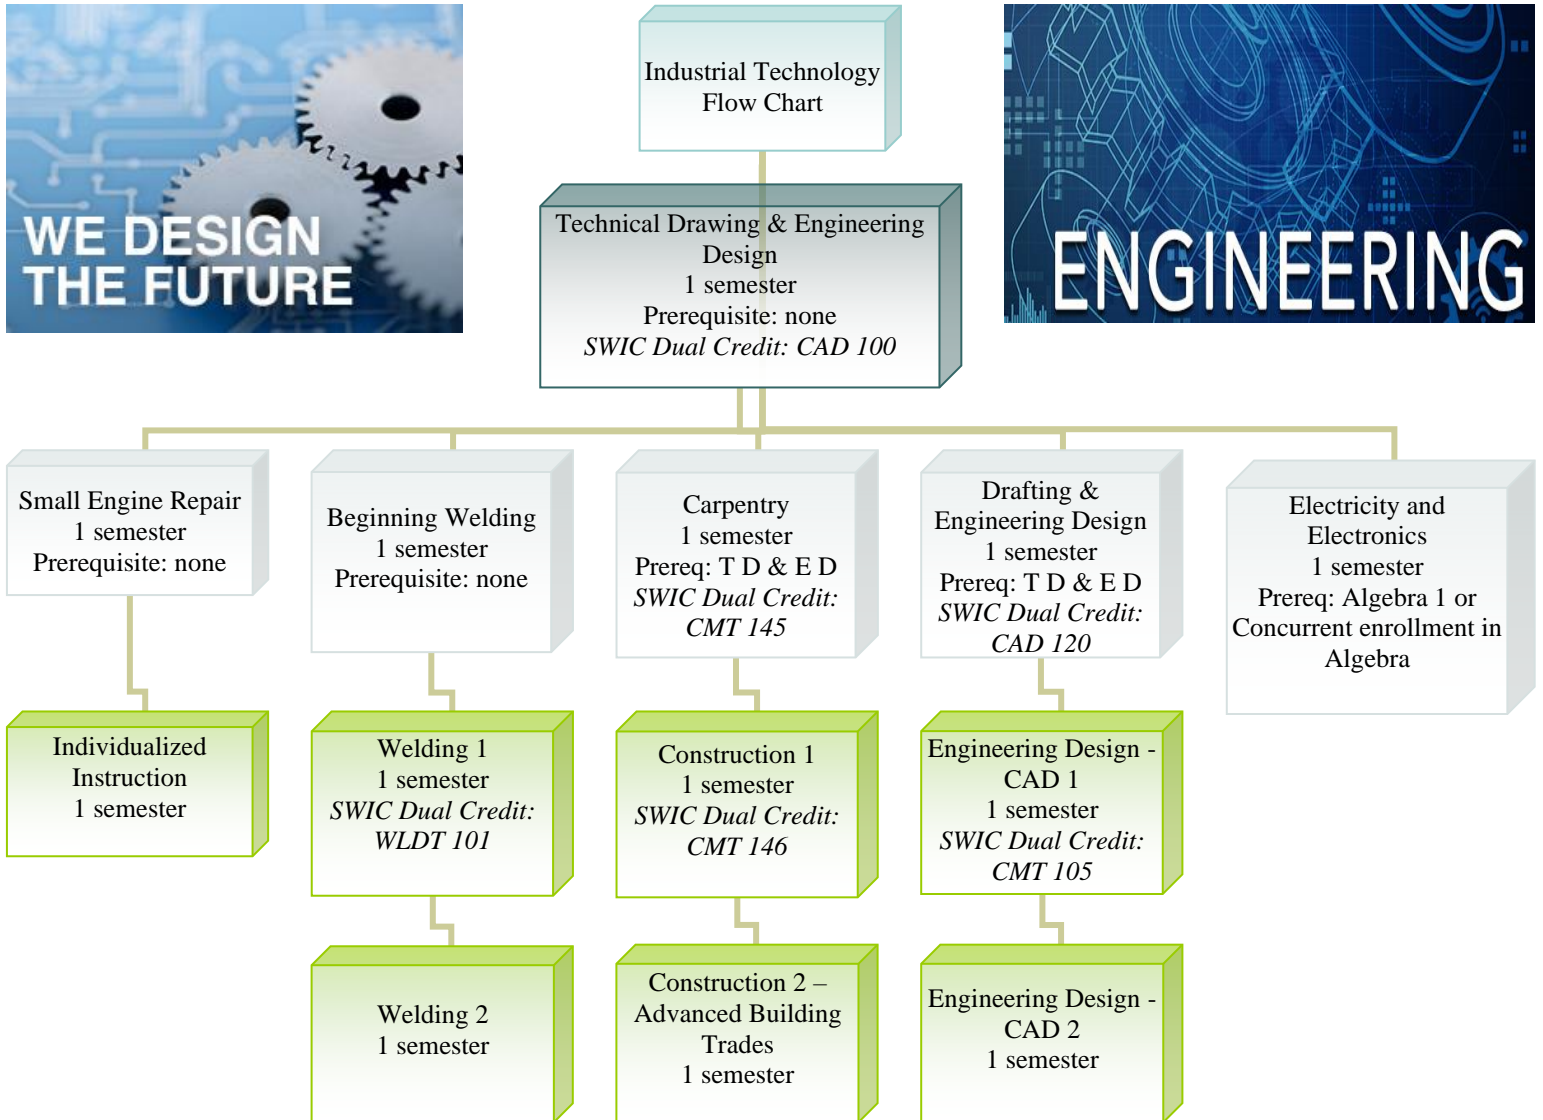 WE DESIGN
THE FUTURE
Industrial Technology
Flow Chart
ENGINEERING
Technical Drawing & Engineering
Design
1 semester
Prerequisite: none
SWIC Dual Credit: CAD 100
Small Engine Repair
1 semester
Prerequisite: none
Beginning Welding
1 semester
Prerequisite: none
Carpentry
1 semester
Prereq: T D & E D
SWIC Dual Credit:
CMT 145
Drafting &
Engineering Design
1 semester
Prereq: T D & E D
SWIC Dual Credit:
CAD 120
Electricity and
Electronics
1 semester
Prereq: Algebra 1 or
Concurrent enrollment in
Algebra
Individualized
Instruction
1 semester
Welding 1
1 semester
SWIC Dual Credit:
WLDT 101
Construction 1
1 semester
SWIC Dual Credit:
CMT 146
Engineering Design -
CAD 1
1 semester
SWIC Dual Credit:
CMT 105
Welding 2
1 semester
Construction 2 –
Advanced Building
Trades
1 semester
Engineering Design -
CAD 2
1 semester